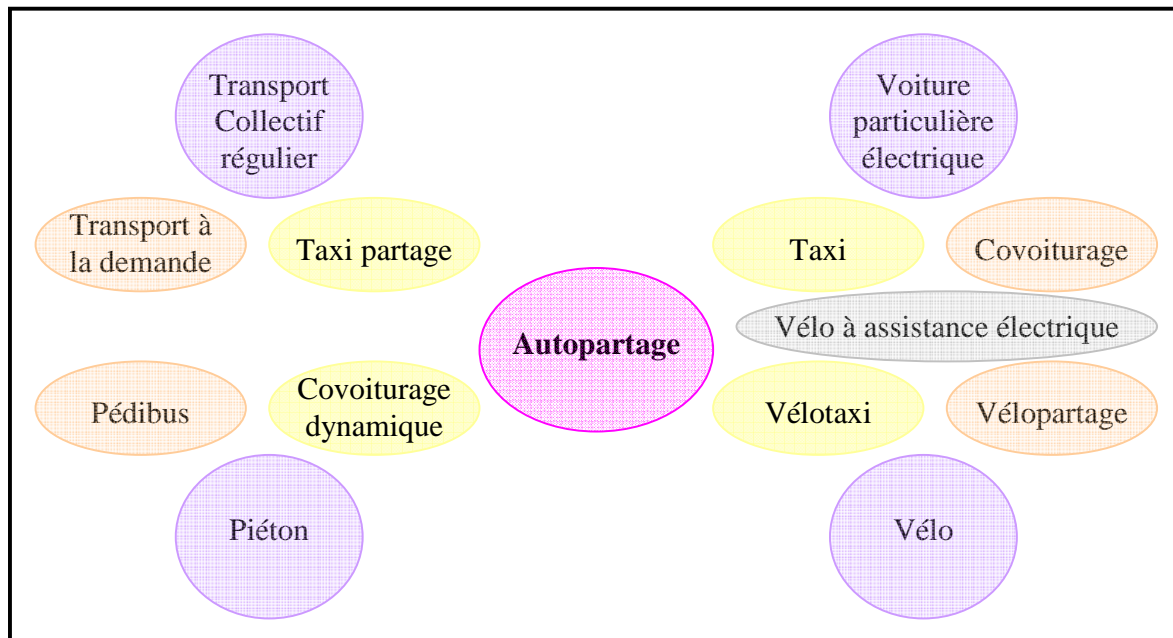 Transport
Collectif
régulier
Voiture
particulière
électrique
Transport à
la demande
Taxi partage
Taxi
Covoiturage
Autopartage
Vélo à assistance électrique
Pédibus
Covoiturage
dynamique
Vélotaxi
Vélopartage
Piéton
Vélo